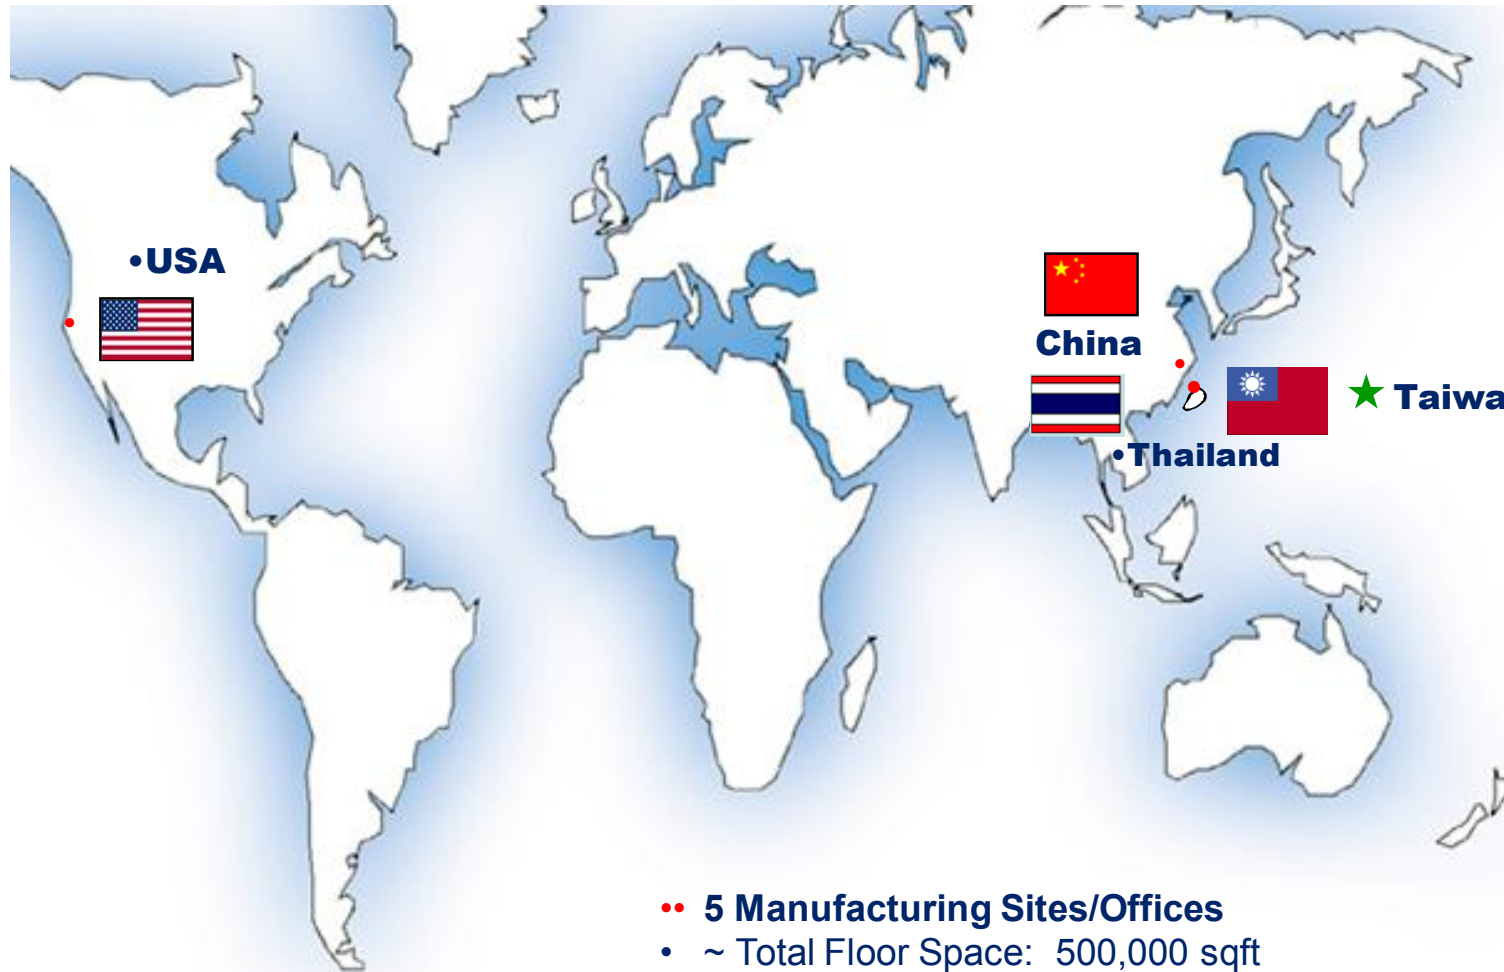 •USA
China
★ Taiwa
•Thailand
•• 5 Manufacturing Sites/Offices
• ~ Total Floor Space: 500,000 sqft